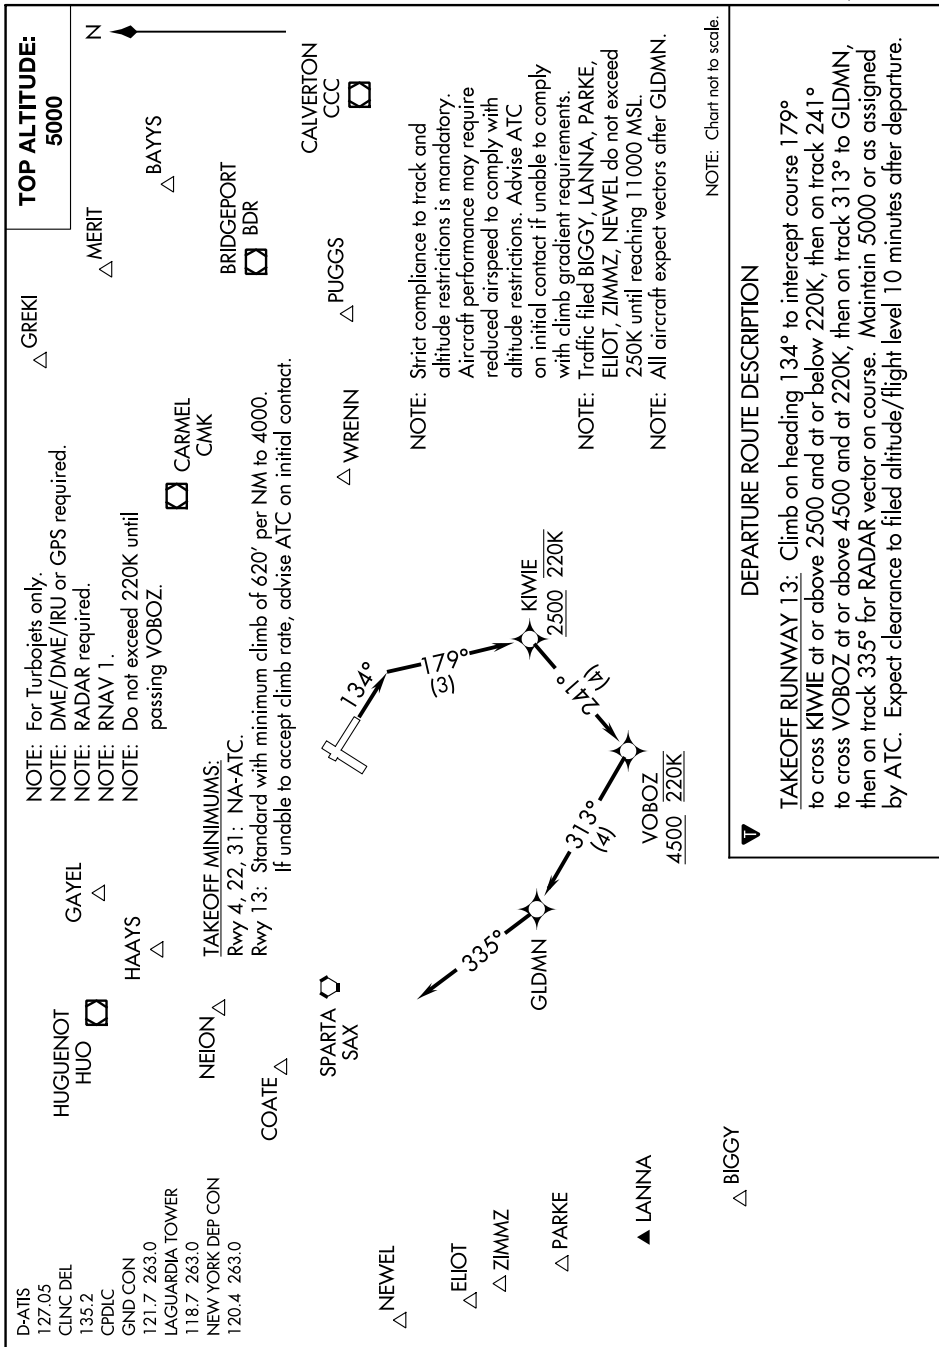 TOP ALTITUDE:
5000
D-ATIS
127.05
CLNC DEL
135.2
CPDLC
GND CON
121.7 263.0
LAGUARDIA TOWER
118.7 263.0
NEW YORK DEP CON
120.4 263.0
HUGUENOT
HUO
GAYEL
HAAYS
NEION
COATE
SPARTA
SAX
NEWEL
ELIOT
ZIMMZ
PARKE
LANNA
BIGGY
NOTE: For Turbojets only.
NOTE: DME/DME/IRU or GPS required.
NOTE: RADAR required.
NOTE: RNAV 1.
NOTE: Do not exceed 220K until
passing VOBOZ.
TAKEOFF MINIMUMS:
Rwy 4, 22, 31: NA-ATC.
Rwy 13: Standard with minimum climb of 620' per NM to 4000.
If unable to accept climb rate, advise ATC on initial contact.
GREKI
MERIT
BAYYS
N
CARMEL
CMK
BRIDGEPORT
BDR
CALVERTON
CCC
PUGGS
WRENN
134°
179°
(3)
KIWIE
2500 220K
241°
(4)
VOBOZ
4500 220K
313°
(4)
GLDMN
335°
NOTE: Strict compliance to track and
altitude restrictions is mandatory.
Aircraft performance may require
reduced airspeed to comply with
altitude restrictions. Advise ATC
on initial contact if unable to comply
with climb gradient requirements.
NOTE: Traffic filed BIGGY, LANNA, PARKE,
ELIOT, ZIMMZ, NEWEL do not exceed
250K until reaching 11000 MSL.
NOTE: All aircraft expect vectors after GLDMN.
NOTE: Chart not to scale.
T
DEPARTURE ROUTE DESCRIPTION
TAKEOFF RUNWAY 13: Climb on heading 134° to intercept course 179°
to cross KIWIE at or above 2500 and at or below 220K, then on track 241°
to cross VOBOZ at or above 4500 and at 220K, then on track 313° to GLDMN,
then on track 335° for RADAR vector on course. Maintain 5000 or as assigned
by ATC. Expect clearance to filed altitude/flight level 10 minutes after departure.